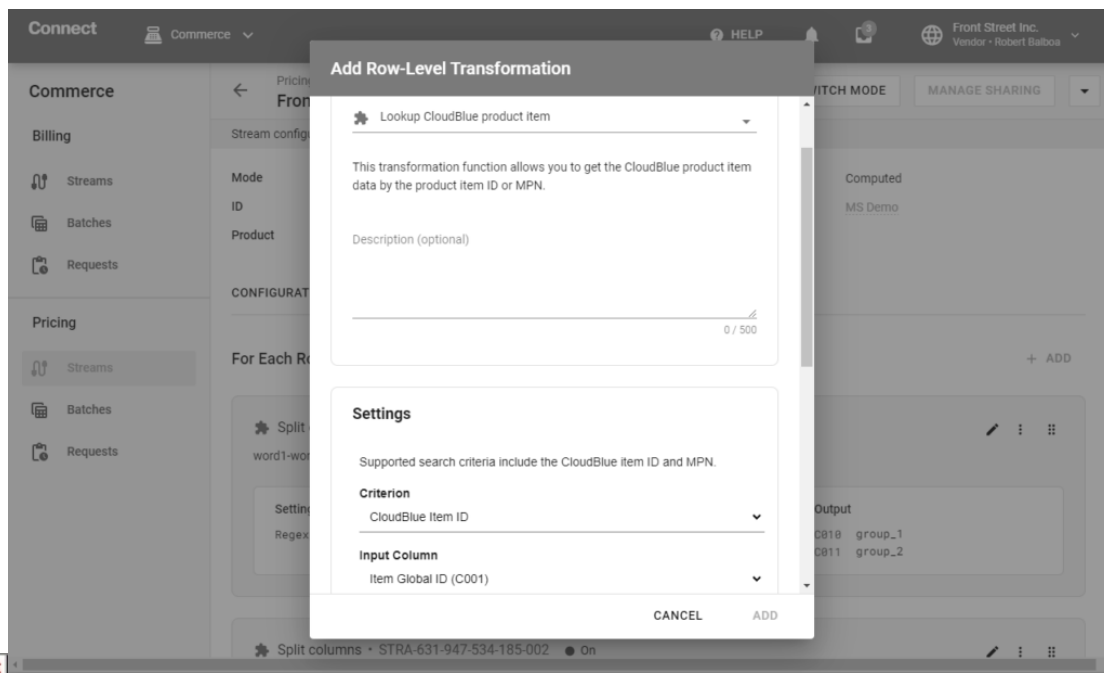 Connect
Commerce
HELP
3
Front Street Inc.
Vendor • Robert Balboa
Add Row-Level Transformation
Commerce
Billing
Streams
Batches
Requests
Pricing
Streams
Batches
Requests
Pricing
Fron
ITCH MODE
MANAGE SHARING
Stream config
Mode
ID
Product
Computed
MS Demo
CONFIGURAT
For Each Ro
+ ADD
Lookup CloudBlue product item
This transformation function allows you to get the CloudBlue product item
data by the product item ID or MPN.
Description (optional)
0 / 500
Settings
Supported search criteria include the CloudBlue item ID and MPN.
Criterion
CloudBlue Item ID
Input Column
Item Global ID (C001)
CANCEL
ADD
Split
word1-wor
Setting
Regex
Output
C010 group_1
C011 group_2
Split columns • STRA-631-947-534-185-002 On